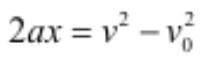 2ax = v² − v₀²